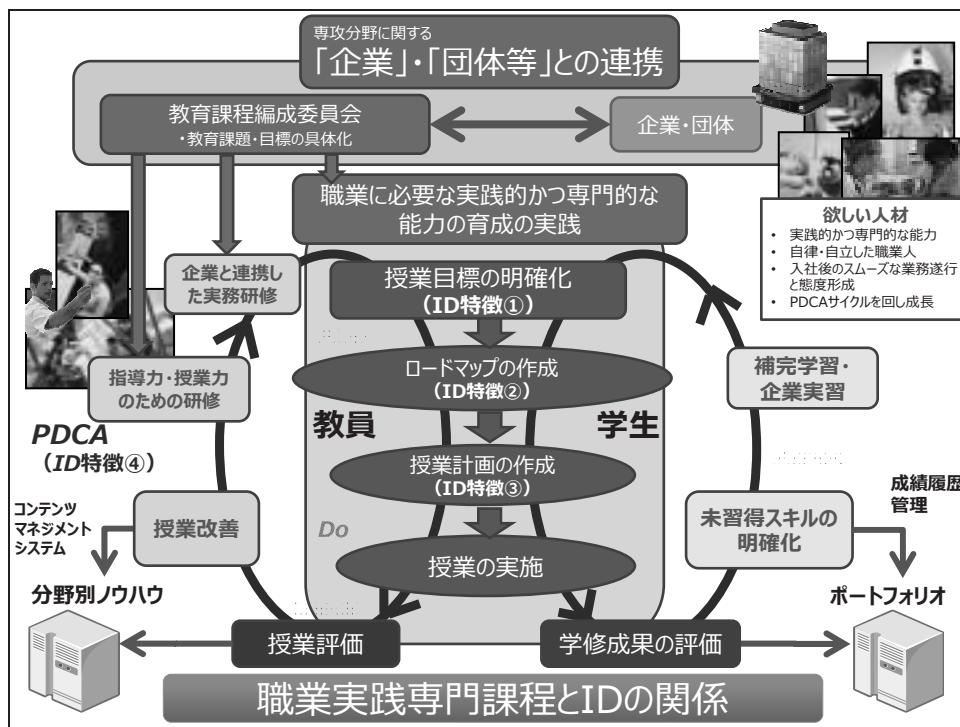 専攻分野に関する
「企業」・「団体等」との連携
教育課程編成委員会
・教育課題・目標の具体化
企業・団体
職業に必要な実践的かつ専門的な
能力の育成の実践
欲しい人材
• 実践的かつ専門的な能力
• 自律・自立した職業人
• 入社後のスムーズな業務遂行
と態度形成
• PDCAサイクルを回し成長
企業と連携し
た実務研修
授業目標の明確化
（ID特徴①）
指導力・授業力
のための研修
ロードマップの作成
（ID特徴②）
補完学習・
企業実習
教員
学生
PDCA
（ID特徴④）
授業計画の作成
（ID特徴③）
成績履歴
管理
コンテンツ
マネジメント
システム
授業改善
Do
未習得スキルの
明確化
授業の実施
分野別ノウハウ
ポートフォリオ
授業評価
学修成果の評価
職業実践専門課程とIDの関係